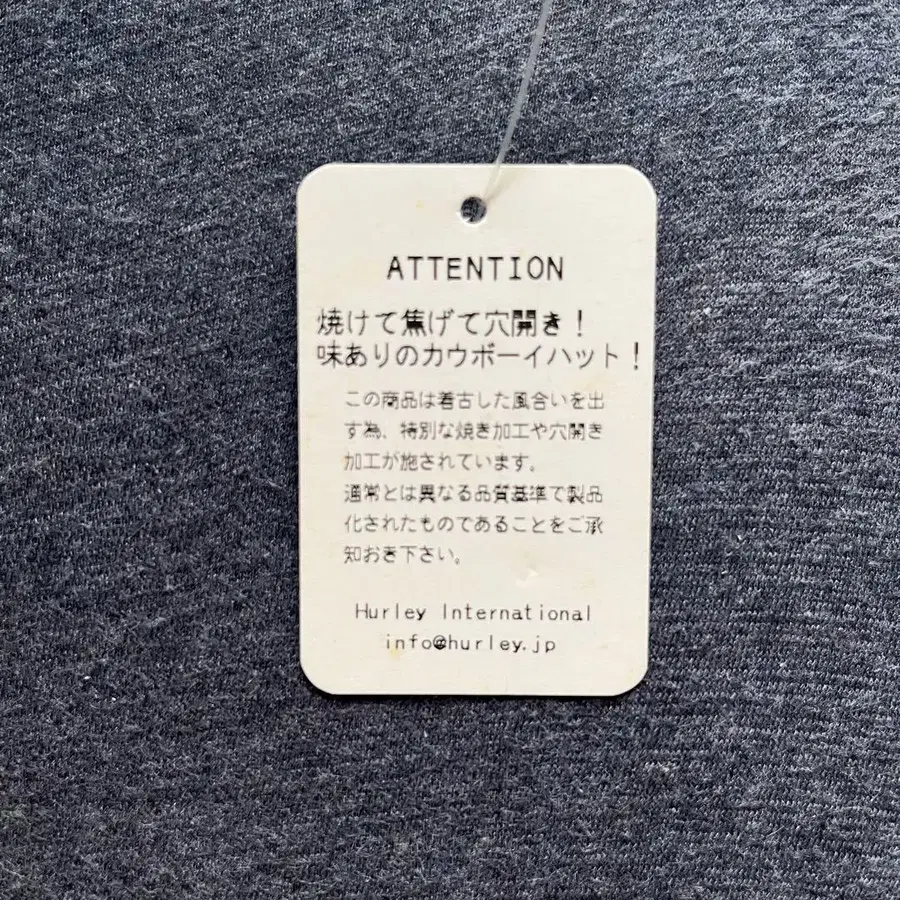 ATTENTION
焼けて焦げて穴開き！
味ありのカウボーイハット！
この商品は着古した風合いを出
す為、特別な焼き加工や穴開き
加工が施されています。
通常とは異なる品質基準で製品
化されたものであることをご承
知おき下さい。
Hurley International
info@hurley.jp